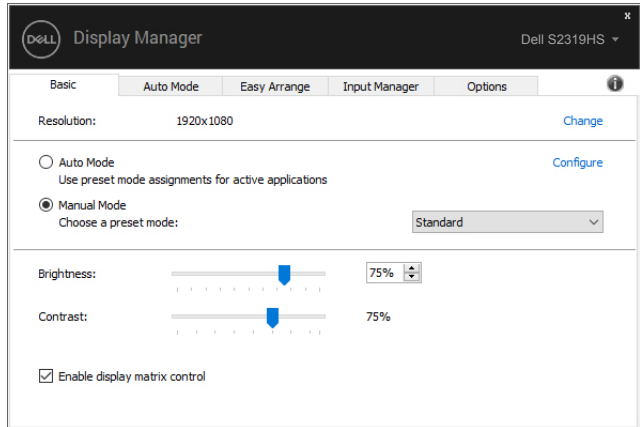 x
DELL Display Manager Dell S2319HS
Basic Auto Mode Easy Arrange Input Manager Options i
Resolution: 1920x1080 Change
Auto Mode Configure
Use preset mode assignments for active applications
Manual Mode
Choose a preset mode: Standard
Brightness: 75%
Contrast: 75%
Enable display matrix control